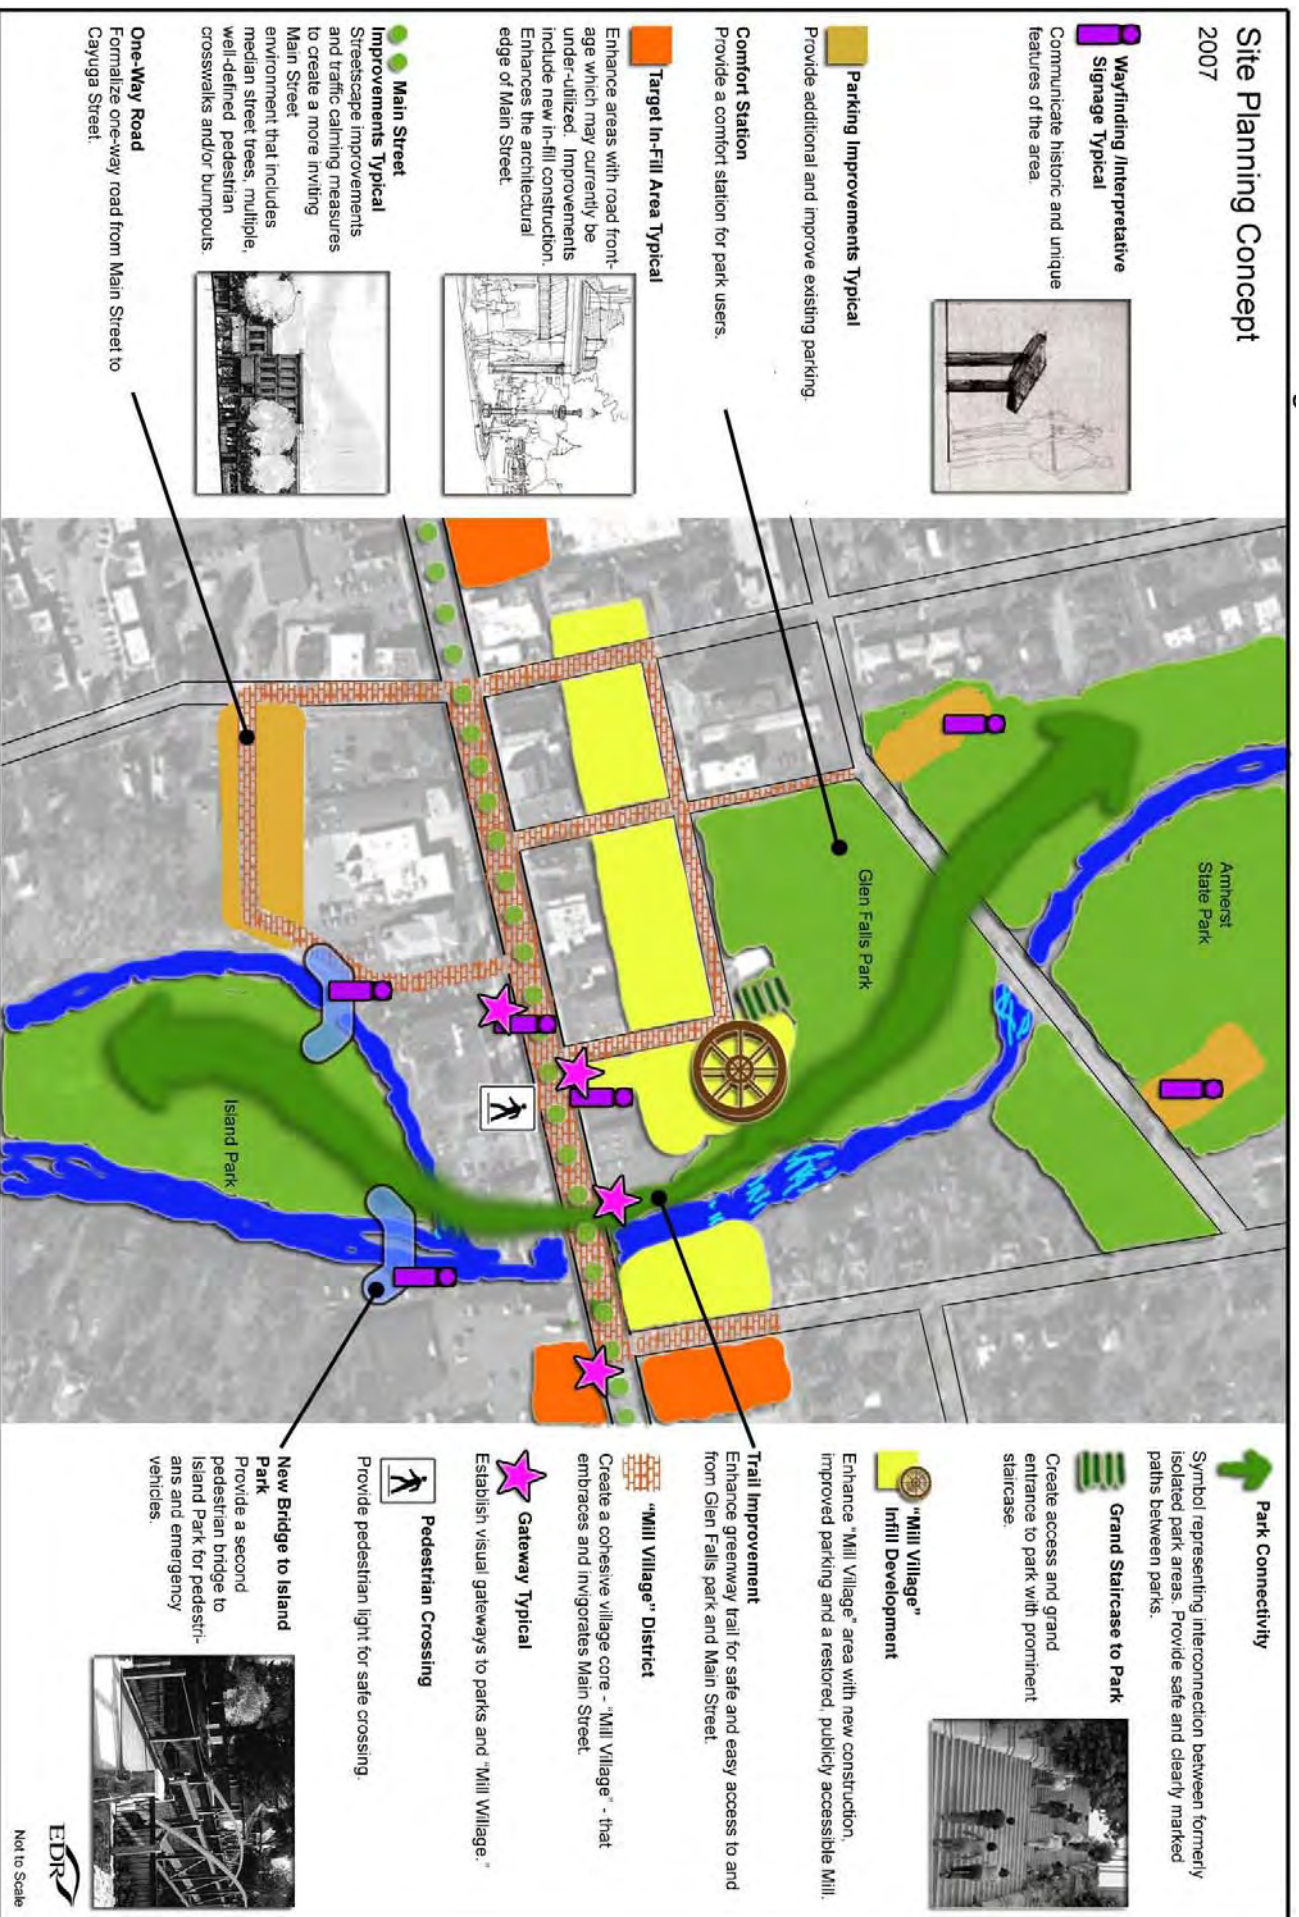 Site Planning Concept
2007
Wayfinding /Interpretative
Signage Typical
Communicate historic and unique
features of the area.
Parking Improvements Typical
Provide additional and improve existing parking.
Comfort Station
Provide a comfort station for park users.
Target In-Fill Area Typical
Enhance areas with road front-
age which may currently be
under-utilized. Improvements
include new in-fill construction.
Enhances the architectural
edge of Main Street.
Main Street
Improvements Typical
Streetscape improvements
and traffic calming measures
to create a more inviting
Main Street
environment that includes
median street trees, multiple,
well-defined pedestrian
crosswalks and/or bumpouts.
One-Way Road
Formalize one-way road from Main Street to
Cayuga Street.
Amherst
State Park
Glen Falls Park
Island Park
Park Connectivity
Symbol representing interconnection between formerly
isolated park areas. Provide safe and clearly marked
paths between parks.
Grand Staircase to Park
Create access and grand
entrance to park with prominent
staircase.
"Mill Village"
Infill Development
Enhance "Mill Village" area with new construction,
improved parking and a restored, publicly accessible Mill.
Trail Improvement
Enhance greenway trail for safe and easy access to and
from Glen Falls park and Main Street.
"Mill Village" District
Create a cohesive village core - "Mill Village" - that
embraces and invigorates Main Street.
Gateway Typical
Establish visual gateways to parks and "Mill Willage."
Pedestrian Crossing
Provide pedestrian light for safe crossing.
New Bridge to Island
Park
Provide a second
pedestrian bridge to
Island Park for pedestri-
ans and emergency
vehicles.
EDR
Not to Scale